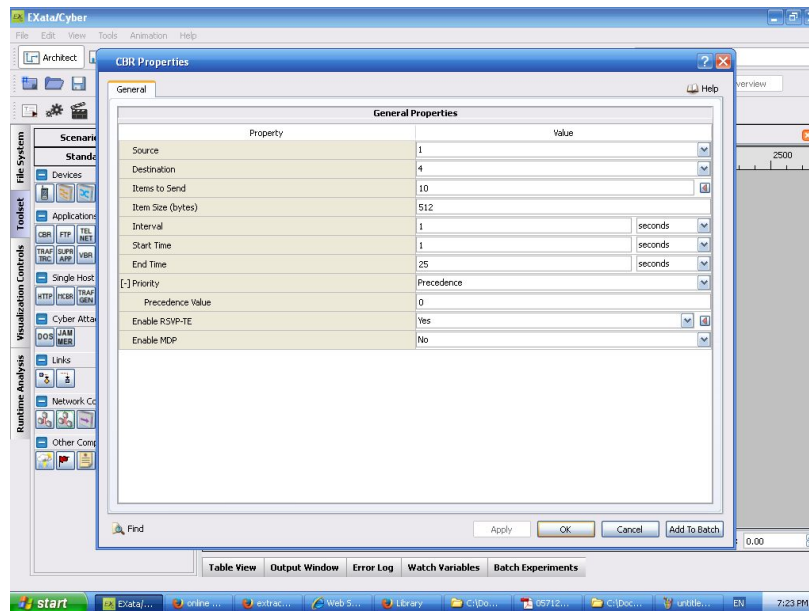 EXata/Cyber
File Edit View Tools Animation Help
Architect
CBR Properties
General
Help
General Properties
Property Value
Source 1
Destination 4
Items to Send 10
Item Size (bytes) 512
Interval 1 seconds
Start Time 1 seconds
End Time 25 seconds
[-] Priority Precedence
Precedence Value 0
Enable RSVP-TE Yes
Enable MDP No
Find
Apply OK Cancel Add To Batch
verview
2500
0.00
File System
Toolset
Visualization Controls
Runtime Analysis
Scenari
Standa
Devices
Applications
CBR FTP TEL NET
TRAF TRC SUPR APP VBR
Single Host
HTTP MCBR TRAF GEN
Cyber Atta
DOS JAM MER
Links
Network Co
Other Comp
Table View Output Window Error Log Watch Variables Batch Experiments
start EXata/... online ... extrac... Web S... Library C:\Do... 05712... C:\Doc... untitle... EN 7:23 PM